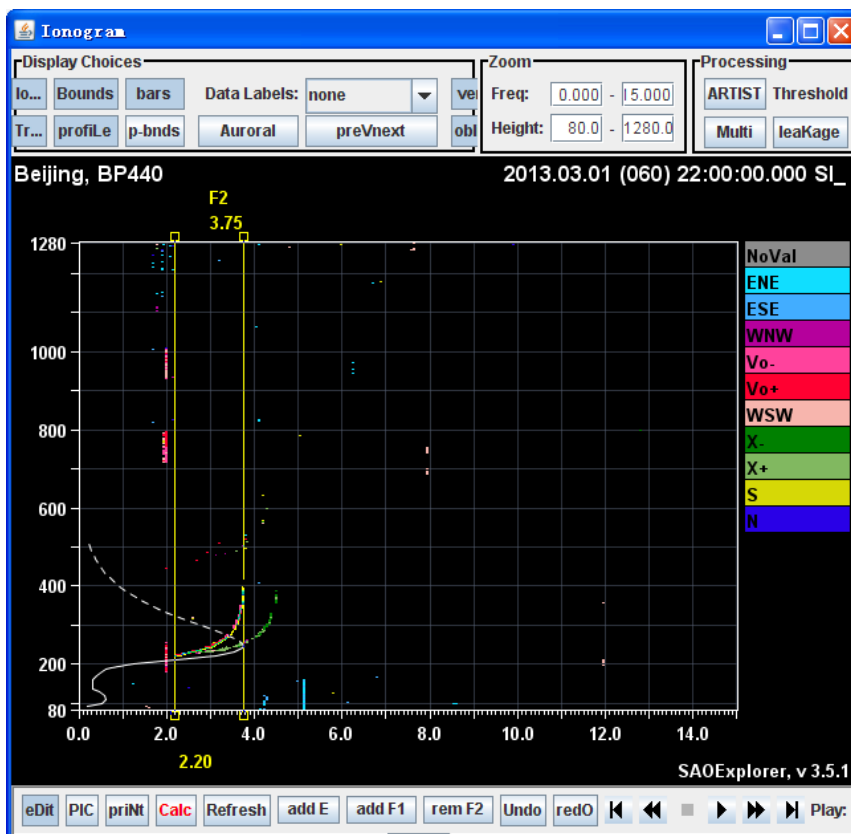 Ionogram
Display Choices
Zoom
Processing
Io... Bounds bars Data Labels: none ver
Freq: 0.000 - 15.000
ARTIST Threshold
Tr... profiLe p-bnds Auroral preVnext obl
Height: 80.0 - 1280.0
Multi leaKage
Beijing, BP440
2013.03.01 (060) 22:00:00.000 SI_
F2
3.75
1280
1000
800
600
400
200
80
0.0 2.0 4.0 6.0 8.0 10.0 12.0 14.0
2.20
NoVal
ENE
ESE
WNW
Vo-
Vo+
WSW
X-
X+
S
N
SAOExplorer, v 3.5.1
eDit PIC priNt Calc Refresh add E add F1 rem F2 Undo redO Play: